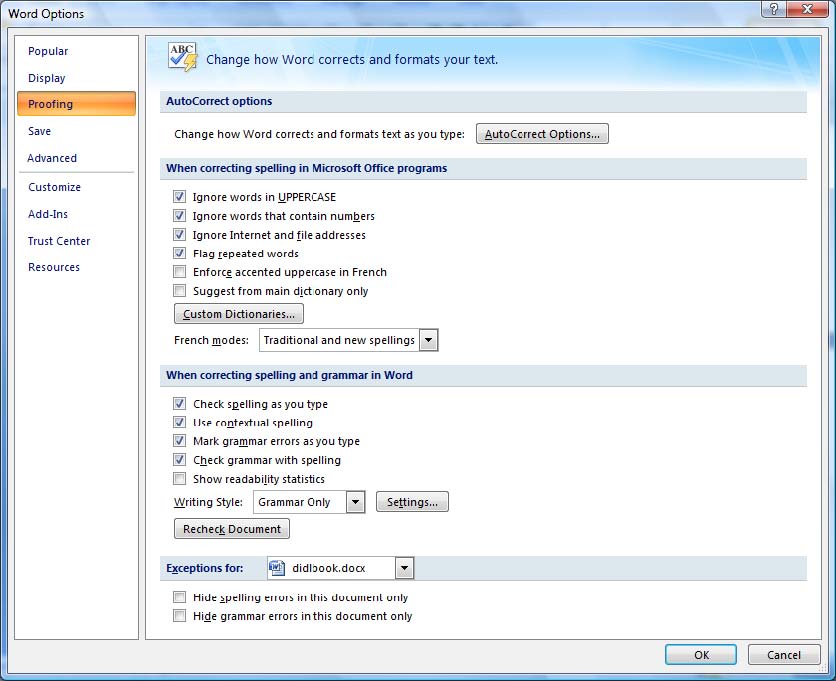 Word Options
?
Popular
Display
Proofing
Save
Advanced
Customize
Add-Ins
Trust Center
Resources
ABC
Change how Word corrects and formats your text.
AutoCorrect options
Change how Word corrects and formats text as you type: AutoCorrect Options...
When correcting spelling in Microsoft Office programs
Ignore words in UPPERCASE
Ignore words that contain numbers
Ignore Internet and file addresses
Flag repeated words
Enforce accented uppercase in French
Suggest from main dictionary only
Custom Dictionaries...
French modes: Traditional and new spellings
When correcting spelling and grammar in Word
Check spelling as you type
Use contextual spelling
Mark grammar errors as you type
Check grammar with spelling
Show readability statistics
Writing Style: Grammar Only Settings...
Recheck Document
Exceptions for: didlbook.docx
Hide spelling errors in this document only
Hide grammar errors in this document only
OK Cancel